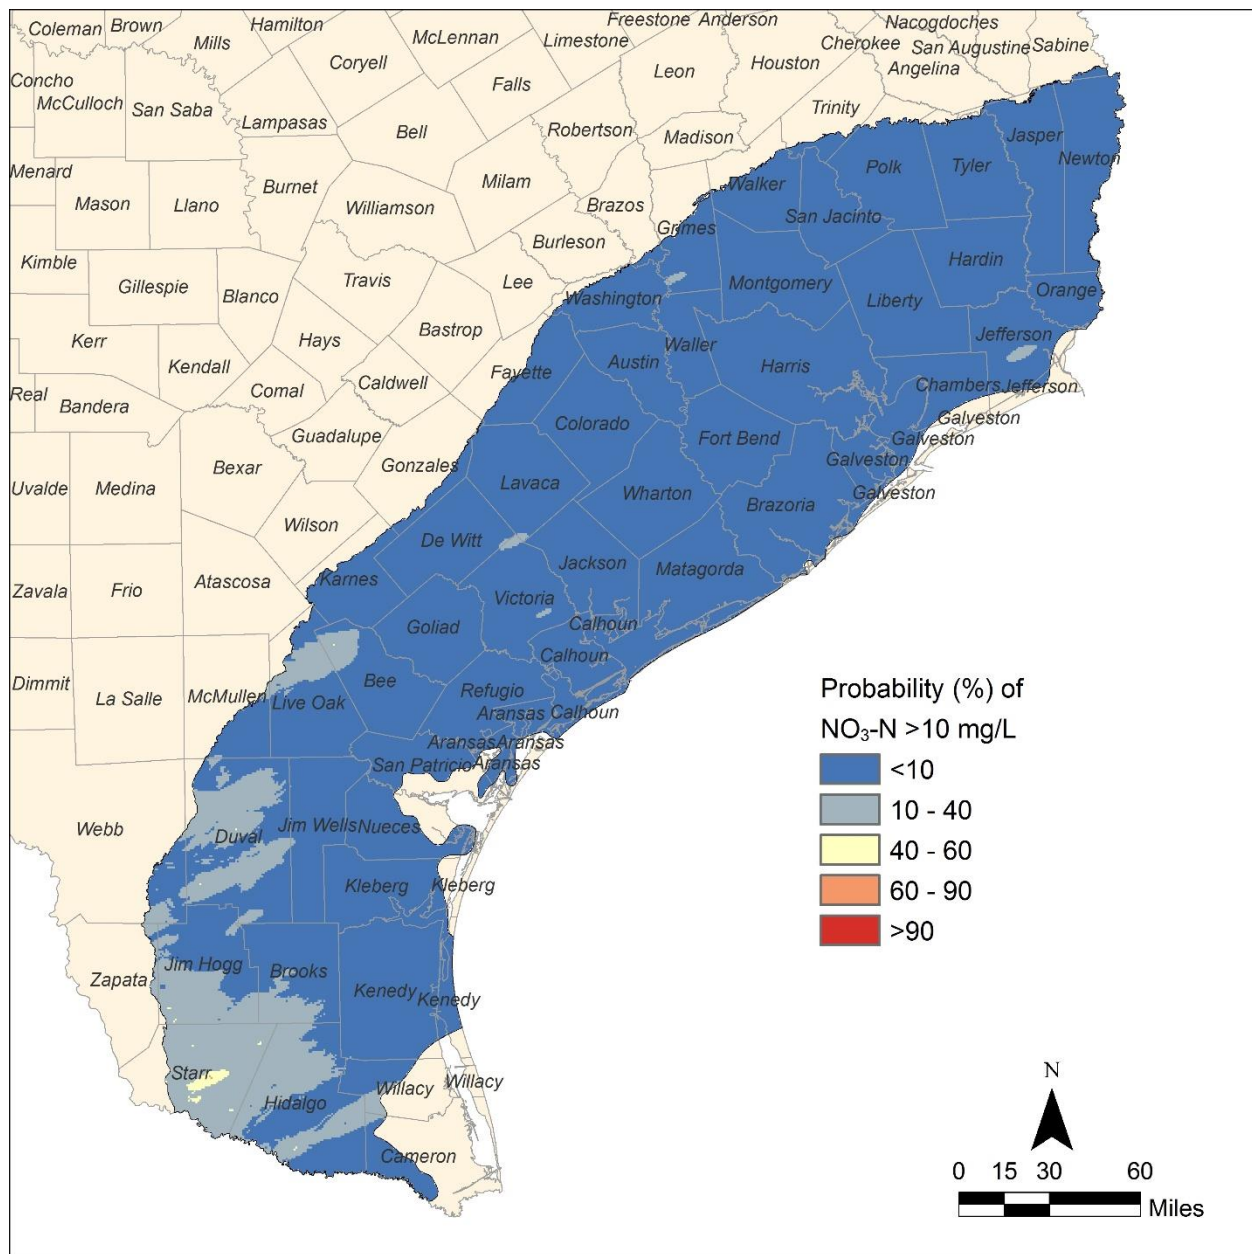 Freestone Anderson
Nacogdoches
Coleman
Brown
Hamilton
Mills
McLennan
Limestone
Cherokee
San Augustine
Sabine
Coryell
Leon
Houston
Angelina
Concho
McCulloch
San Saba
Falls
Trinity
Lampasas
Bell
Robertson
Madison
Jasper
Menard
Burnet
Milam
Walker
Polk
Tyler
Newton
Mason
Llano
Williamson
Brazos
San Jacinto
Grimes
Burleson
Kimble
Gillespie
Blanco
Travis
Lee
Washington
Montgomery
Liberty
Hardin
Orange
Kerr
Kendall
Hays
Bastrop
Jefferson
Austin
Waller
Harris
Real
Bandera
Comal
Caldwell
Fayette
Chambers
Jefferson
Guadalupe
Colorado
Fort Bend
Galveston
Galveston
Bexar
Gonzales
Galveston
Uvalde
Medina
Lavaca
Wharton
Brazoria
Galveston
Wilson
De Witt
Zavala
Frio
Atascosa
Karnes
Jackson
Matagorda
Victoria
Goliad
Calhoun
Calhoun
Dimmit
La Salle
McMullen
Live Oak
Bee
Refugio
Aransas
Calhoun
Aransas
Aransas
San Patricio
Aransas
Webb
Duval
Jim Wells
Nueces
Kleberg
Kleberg
Zapata
Jim Hogg
Brooks
Kenedy
Kenedy
Starr
Hidalgo
Willacy
Willacy
Cameron
Probability (%) of
NO₃-N >10 mg/L
<10
10 - 40
40 - 60
60 - 90
>90
N
0 15 30 60
Miles